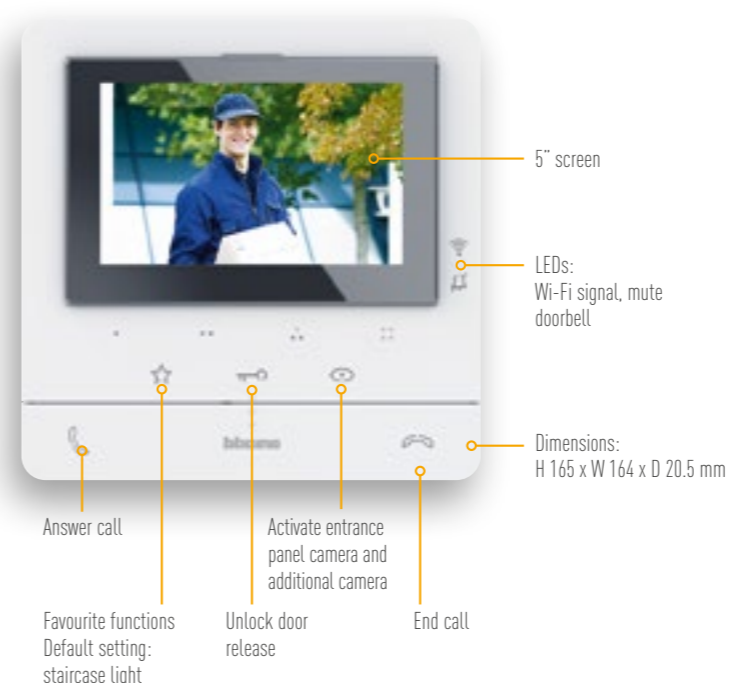 5” screen
LEDs:
Wi-Fi signal, mute
doorbell
Dimensions:
H 165 x W 164 x D 20.5 mm
Answer call
Activate entrance
panel camera and
additional camera
Favourite functions
Default setting:
staircase light
Unlock door
release
End call